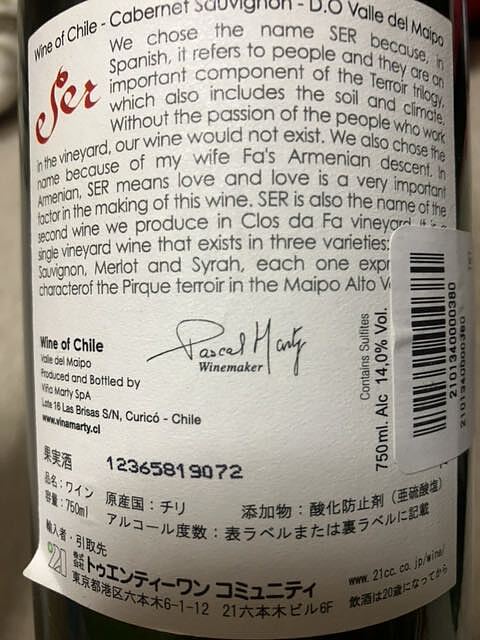 Wine of Chile - Cabernet Sauvignon - D.O Valle del Maipo
Ser
We chose the name SER because, in
Spanish, it refers to people and they are an
important component of the Terroir trilogy,
which also includes the soil and climate.
Without the passion of the people who work
in the vineyard, our wine would not exist. We also chose the
name because of my wife Fa's Armenian descent. In
Armenian, SER means love and love is a very important
factor in the making of this wine. SER is also the name of the
second wine we produce in Clos da Fa vineyard. It is a
single vineyard wine that exists in three varieties:
Sauvignon, Merlot and Syrah, each one expr
characterof the Pirque terroir in the Maipo Alto V
Pascal Marty
Winemaker
Wine of Chile
Valle del Maipo
Produced and Bottled by
Viña Marty SpA
Lote 16 Las Brisas S/N, Curicó - Chile
www.vinamarty.cl
Contains Sulfites
750ml. Alc 14,0% Vol.
2101340000380
2101340000380
果実酒
12365819072
品名:ワイン
容量:750ml
原産国:チリ
添加物:酸化防止剤(亜硫酸塩)
アルコール度数:表ラベルまたは裏ラベルに記載
輸入者・引取先
21
株式会社トゥエンティーワン コミュニティ
東京都港区六本木6-1-12 21六本木ビル6F
www.21cc.co.jp/wine/
飲酒は20歳になってから